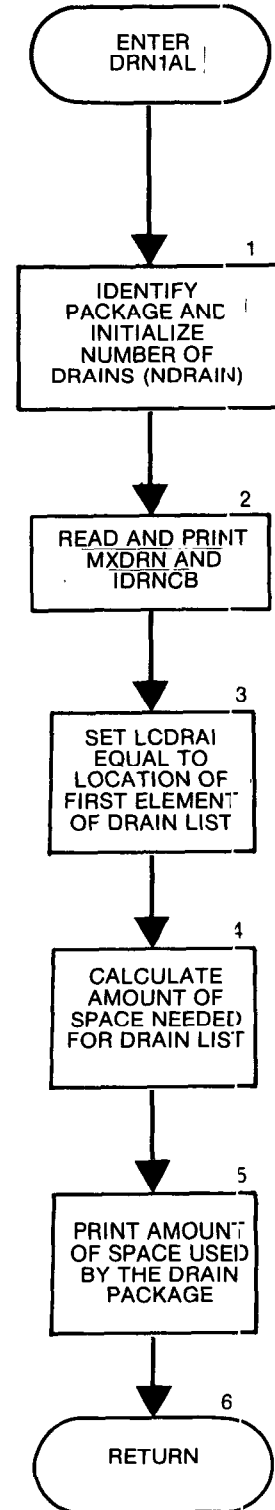 ENTER
DRN1AL
1
IDENTIFY
PACKAGE AND
INITIALIZE
NUMBER OF
DRAINS (NDRAIN)
2
READ AND PRINT
MXDRN AND
IDRNCB
3
SET LCDRAI
EQUAL TO
LOCATION OF
FIRST ELEMENT
OF DRAIN LIST
4
CALCULATE
AMOUNT OF
SPACE NEEDED
FOR DRAIN LIST
5
PRINT AMOUNT
OF SPACE USED
BY THE DRAIN
PACKAGE
6
RETURN